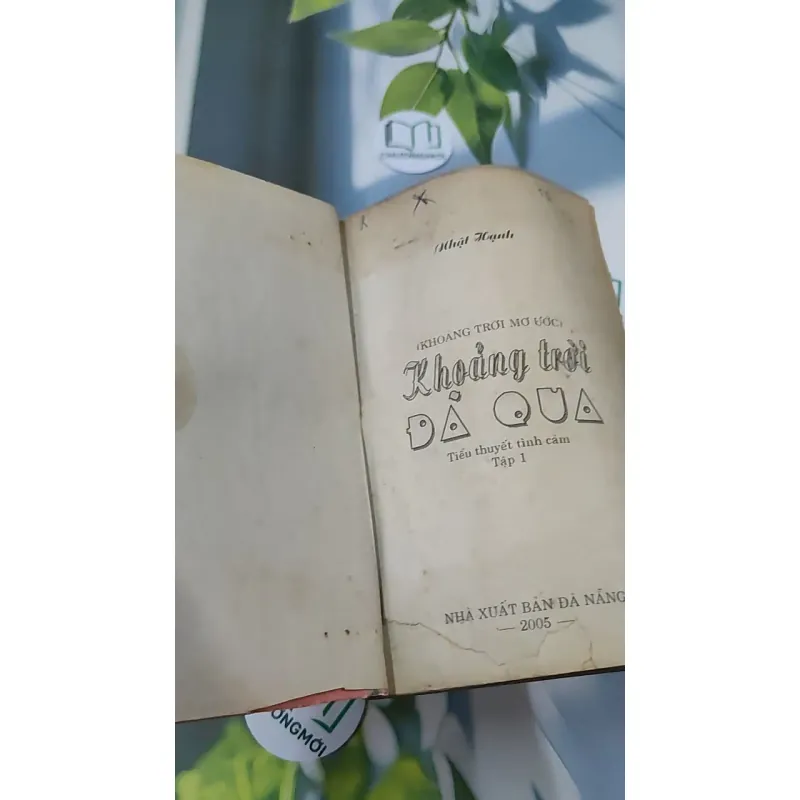 Nhật Hạnh
(KHOẢNG TRỜI MƠ ƯỚC)
Khoảng trời
ĐÃ QUA
Tiểu thuyết tình cảm
Tập 1
NHÀ XUẤT BẢN ĐÀ NẴNG
— 2005 —
ỐNGMỚI